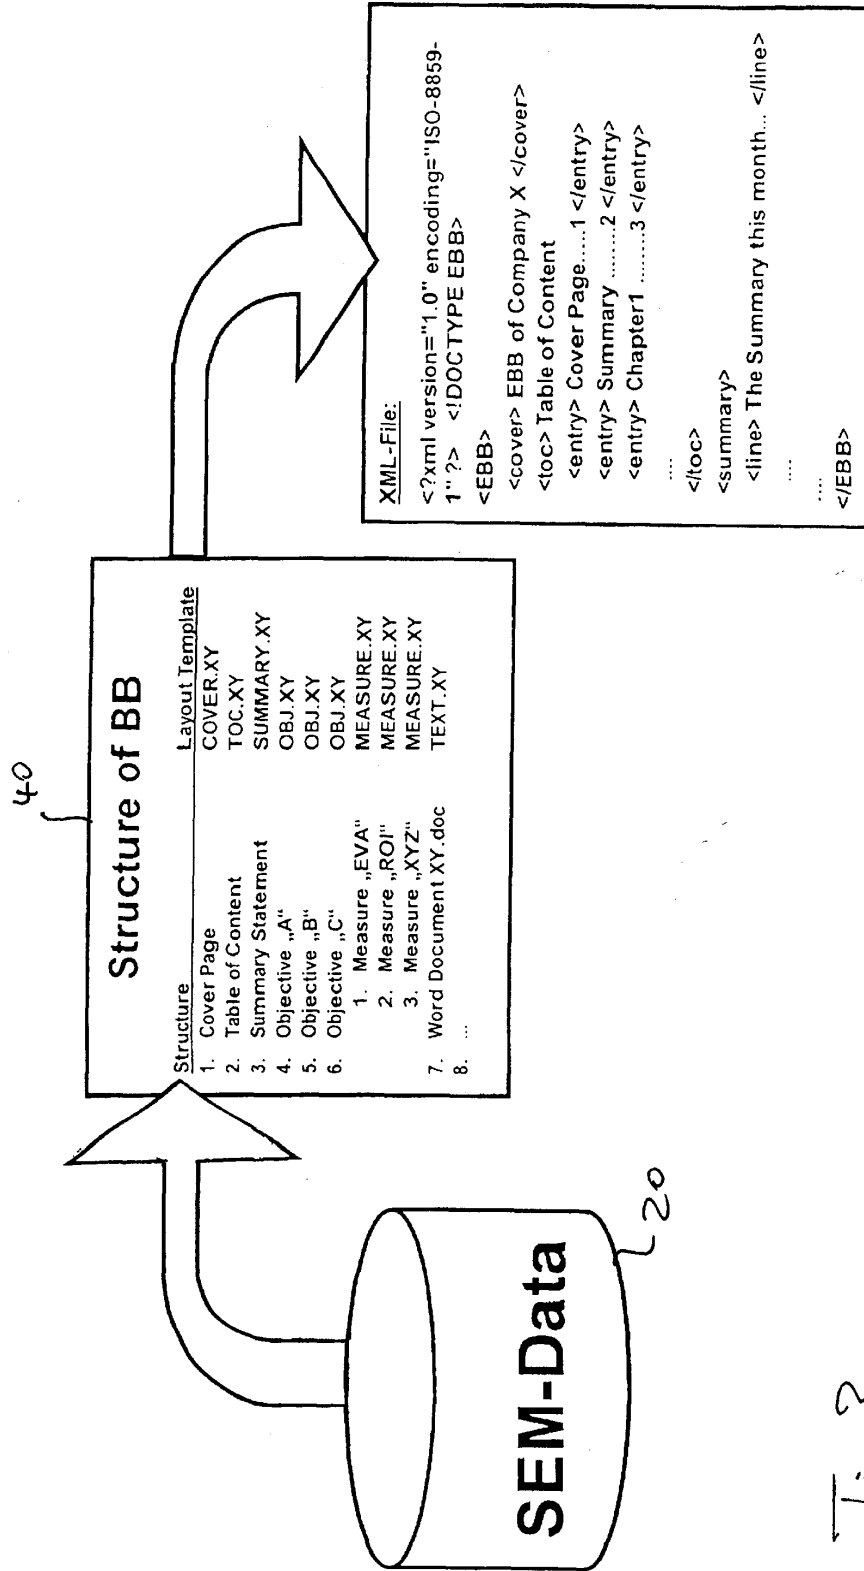 40
Structure of BB
Structure Layout Template
1. Cover Page COVER.XY
2. Table of Content TOC.XY
3. Summary Statement SUMMARY.XY
4. Objective „A“ OBJ.XY
5. Objective „B“ OBJ.XY
6. Objective „C“ OBJ.XY
1. Measure „EVA“ MEASURE.XY
2. Measure „ROI“ MEASURE.XY
3. Measure „XYZ“ MEASURE.XY
7. Word Document XY.doc TEXT.XY
8. ...
SEM-Data
20
XML-File:
<?xml version="1.0" encoding="ISO-8859-
1" ?> <!DOCTYPE EBB>
<EBB>
<cover> EBB of Company X </cover>
<toc> Table of Content
<entry> Cover Page.....1 </entry>
<entry> Summary ........2 </entry>
<entry> Chapter1 ........3 </entry>
....
</toc>
<summary>
<line> The Summary this month... </line>
....
....
</EBB>